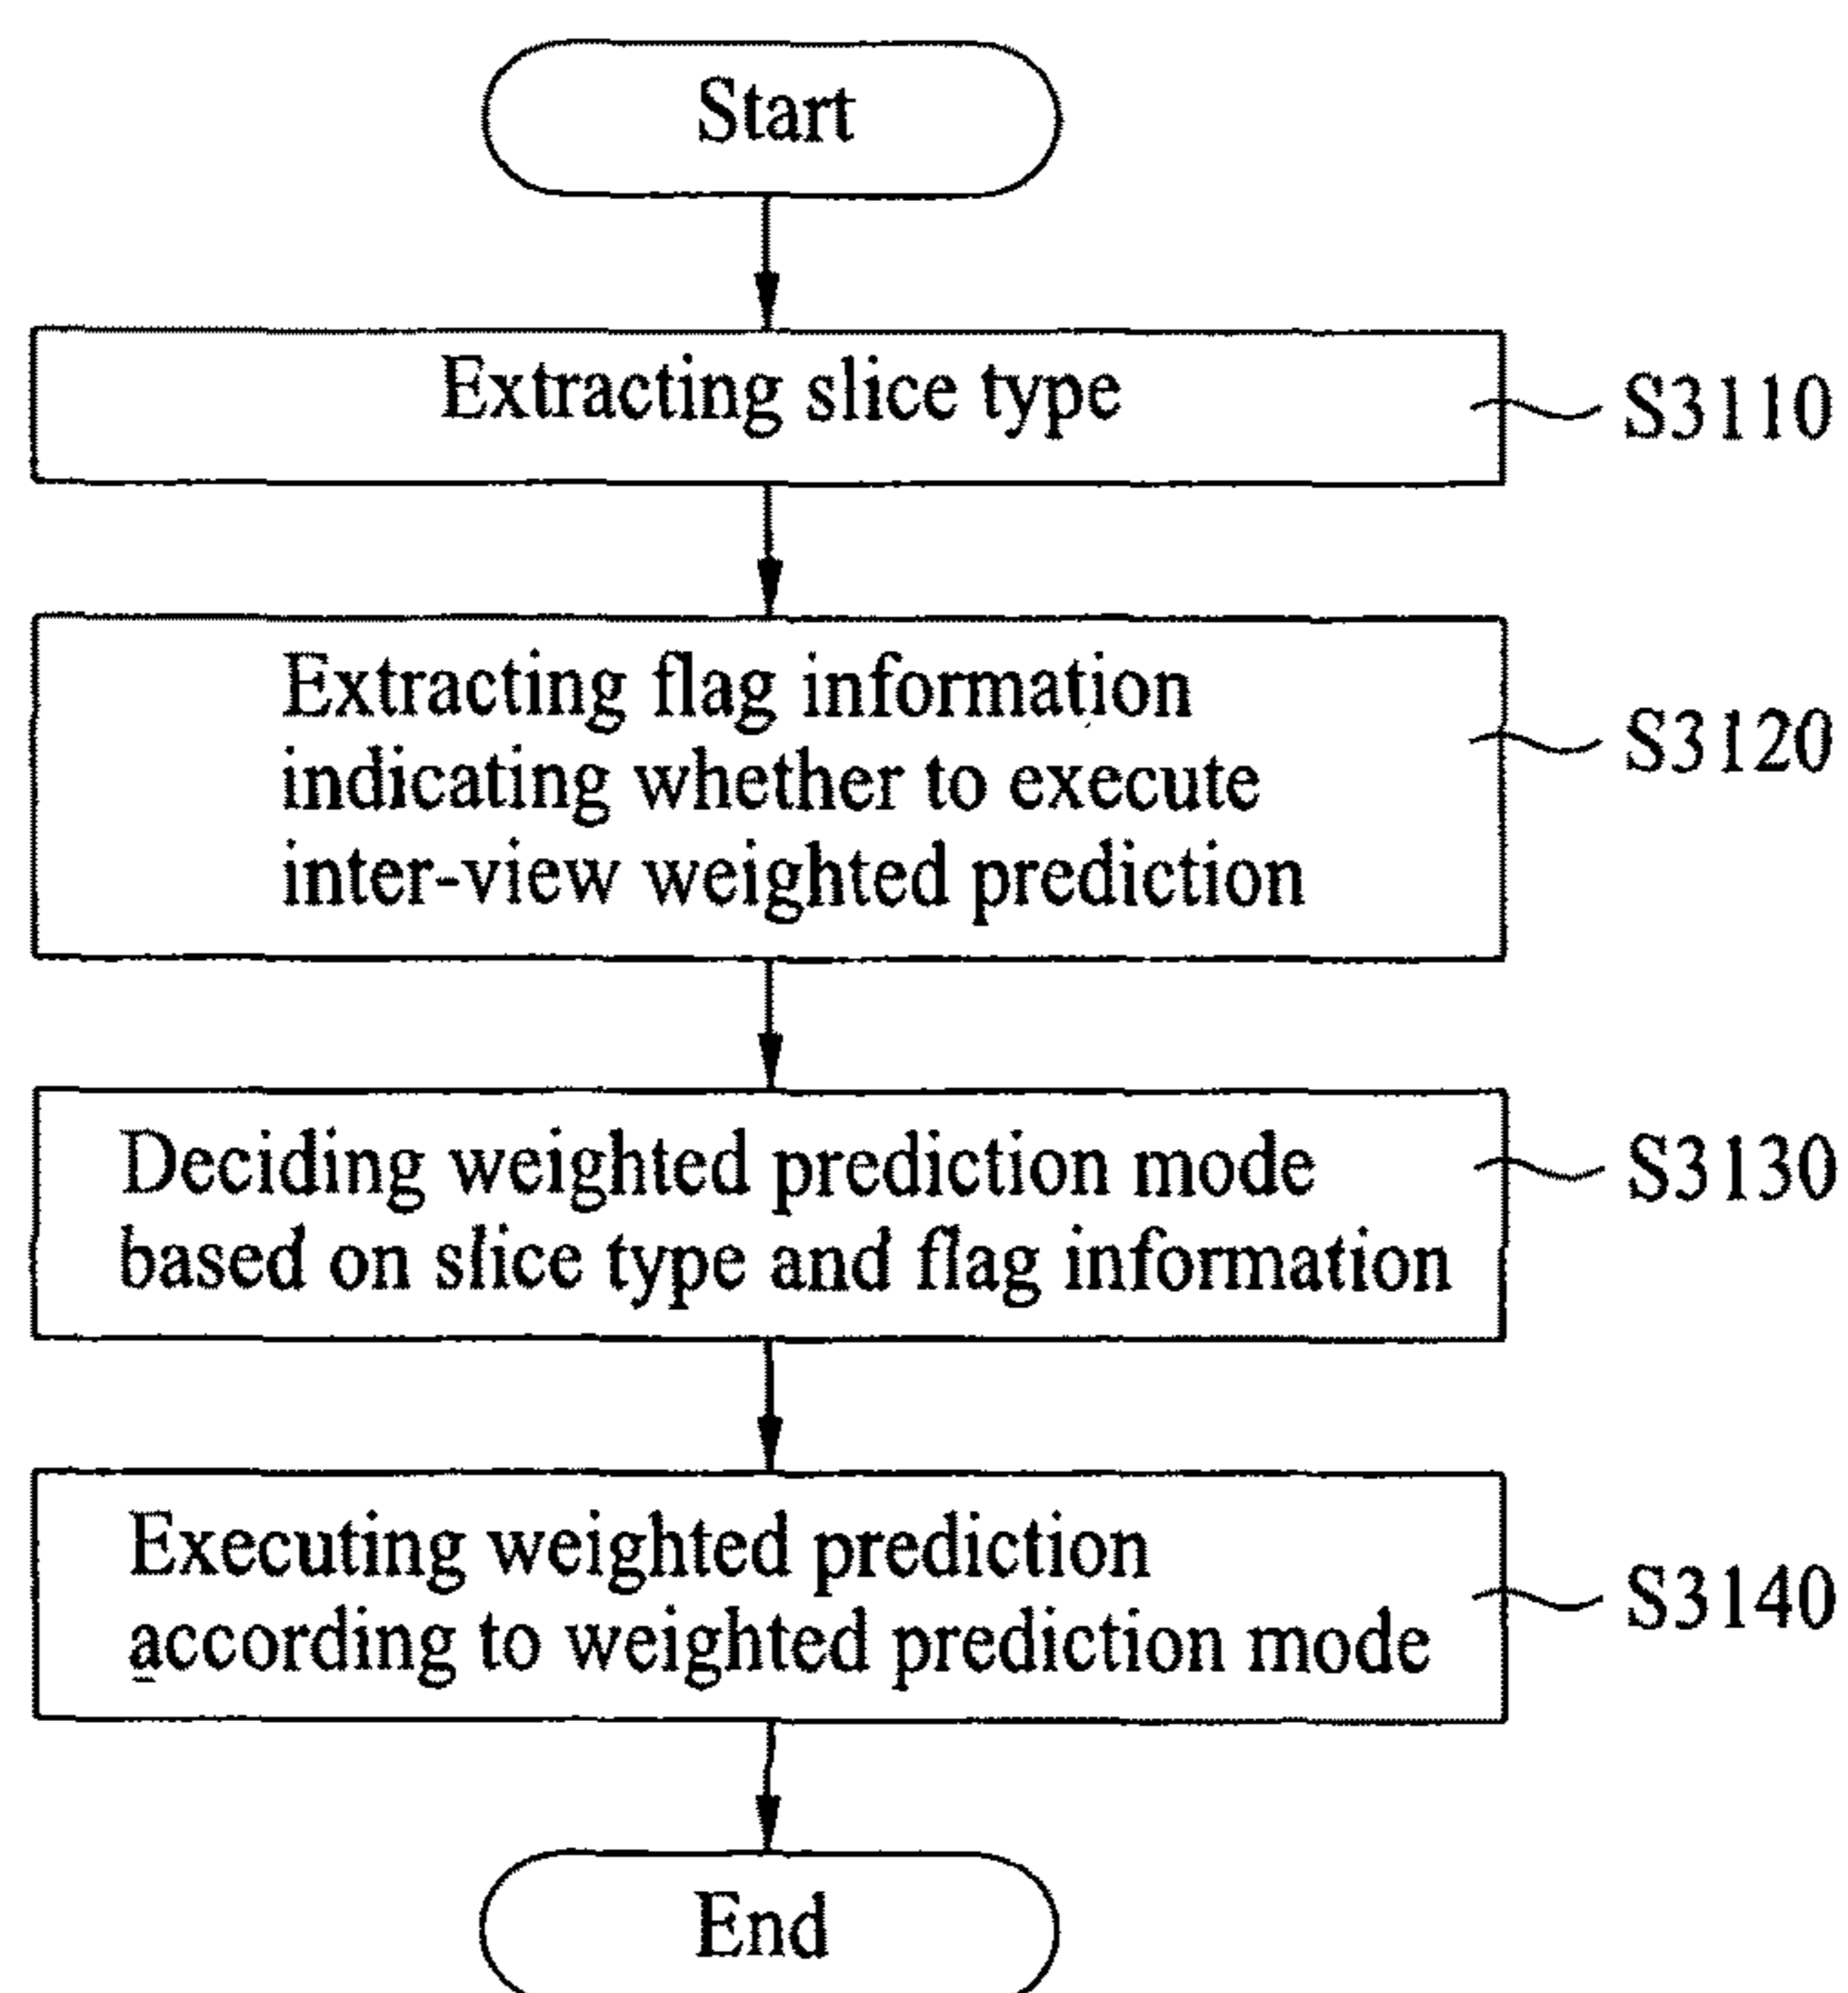 Start
Extracting slice type
S3110
Extracting flag information
indicating whether to execute
inter-view weighted prediction
S3120
Deciding weighted prediction mode
based on slice type and flag information
S3130
Executing weighted prediction
according to weighted prediction mode
S3140
End